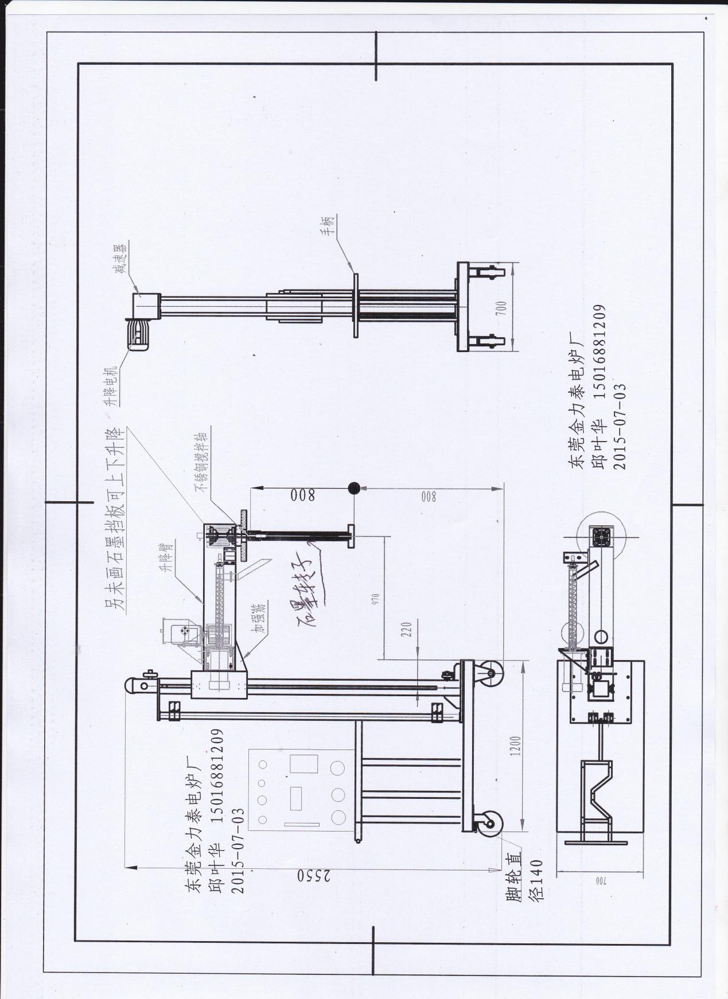 另未画石墨挡板可上下升降
升降电机
减速器
升降臂
不锈钢搅拌轴
手柄
加强筋
石墨转子
800
800
970
220
700
1200
2550
700
东莞金力泰电炉厂
邱叶华 15016881209
2015-07-03
脚轮直
径140
东莞金力泰电炉厂
邱叶华 15016881209
2015-07-03